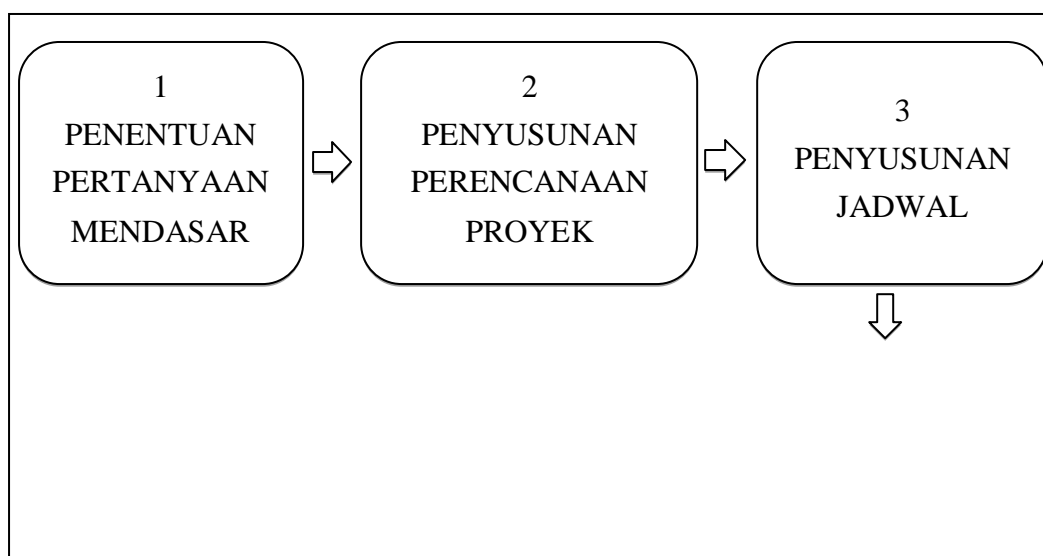 1
PENENTUAN
PERTANYAAN
MENDASAR
2
PENYUSUNAN
PERENCANAAN
PROYEK
3
PENYUSUNAN
JADWAL